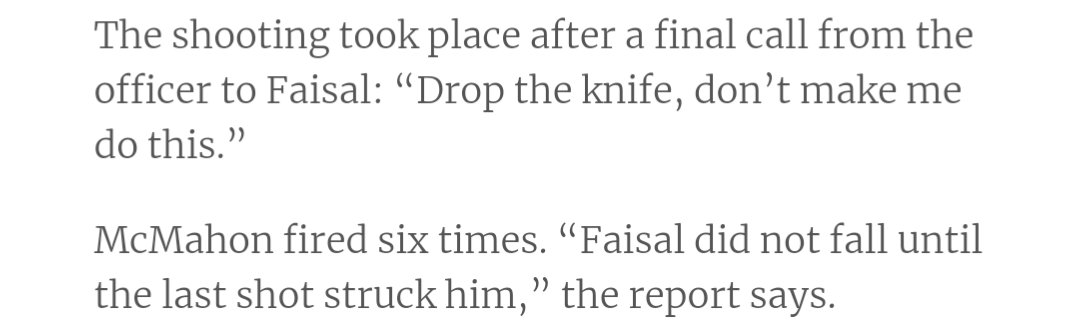 The shooting took place after a final call from the
officer to Faisal: “Drop the knife, don’t make me
do this.”
McMahon fired six times. “Faisal did not fall until
the last shot struck him,” the report says.